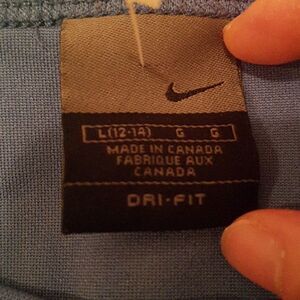 L(12-14) G G
MADE IN CANADA
FABRIQUE AUX
CANADA
DRI-FIT